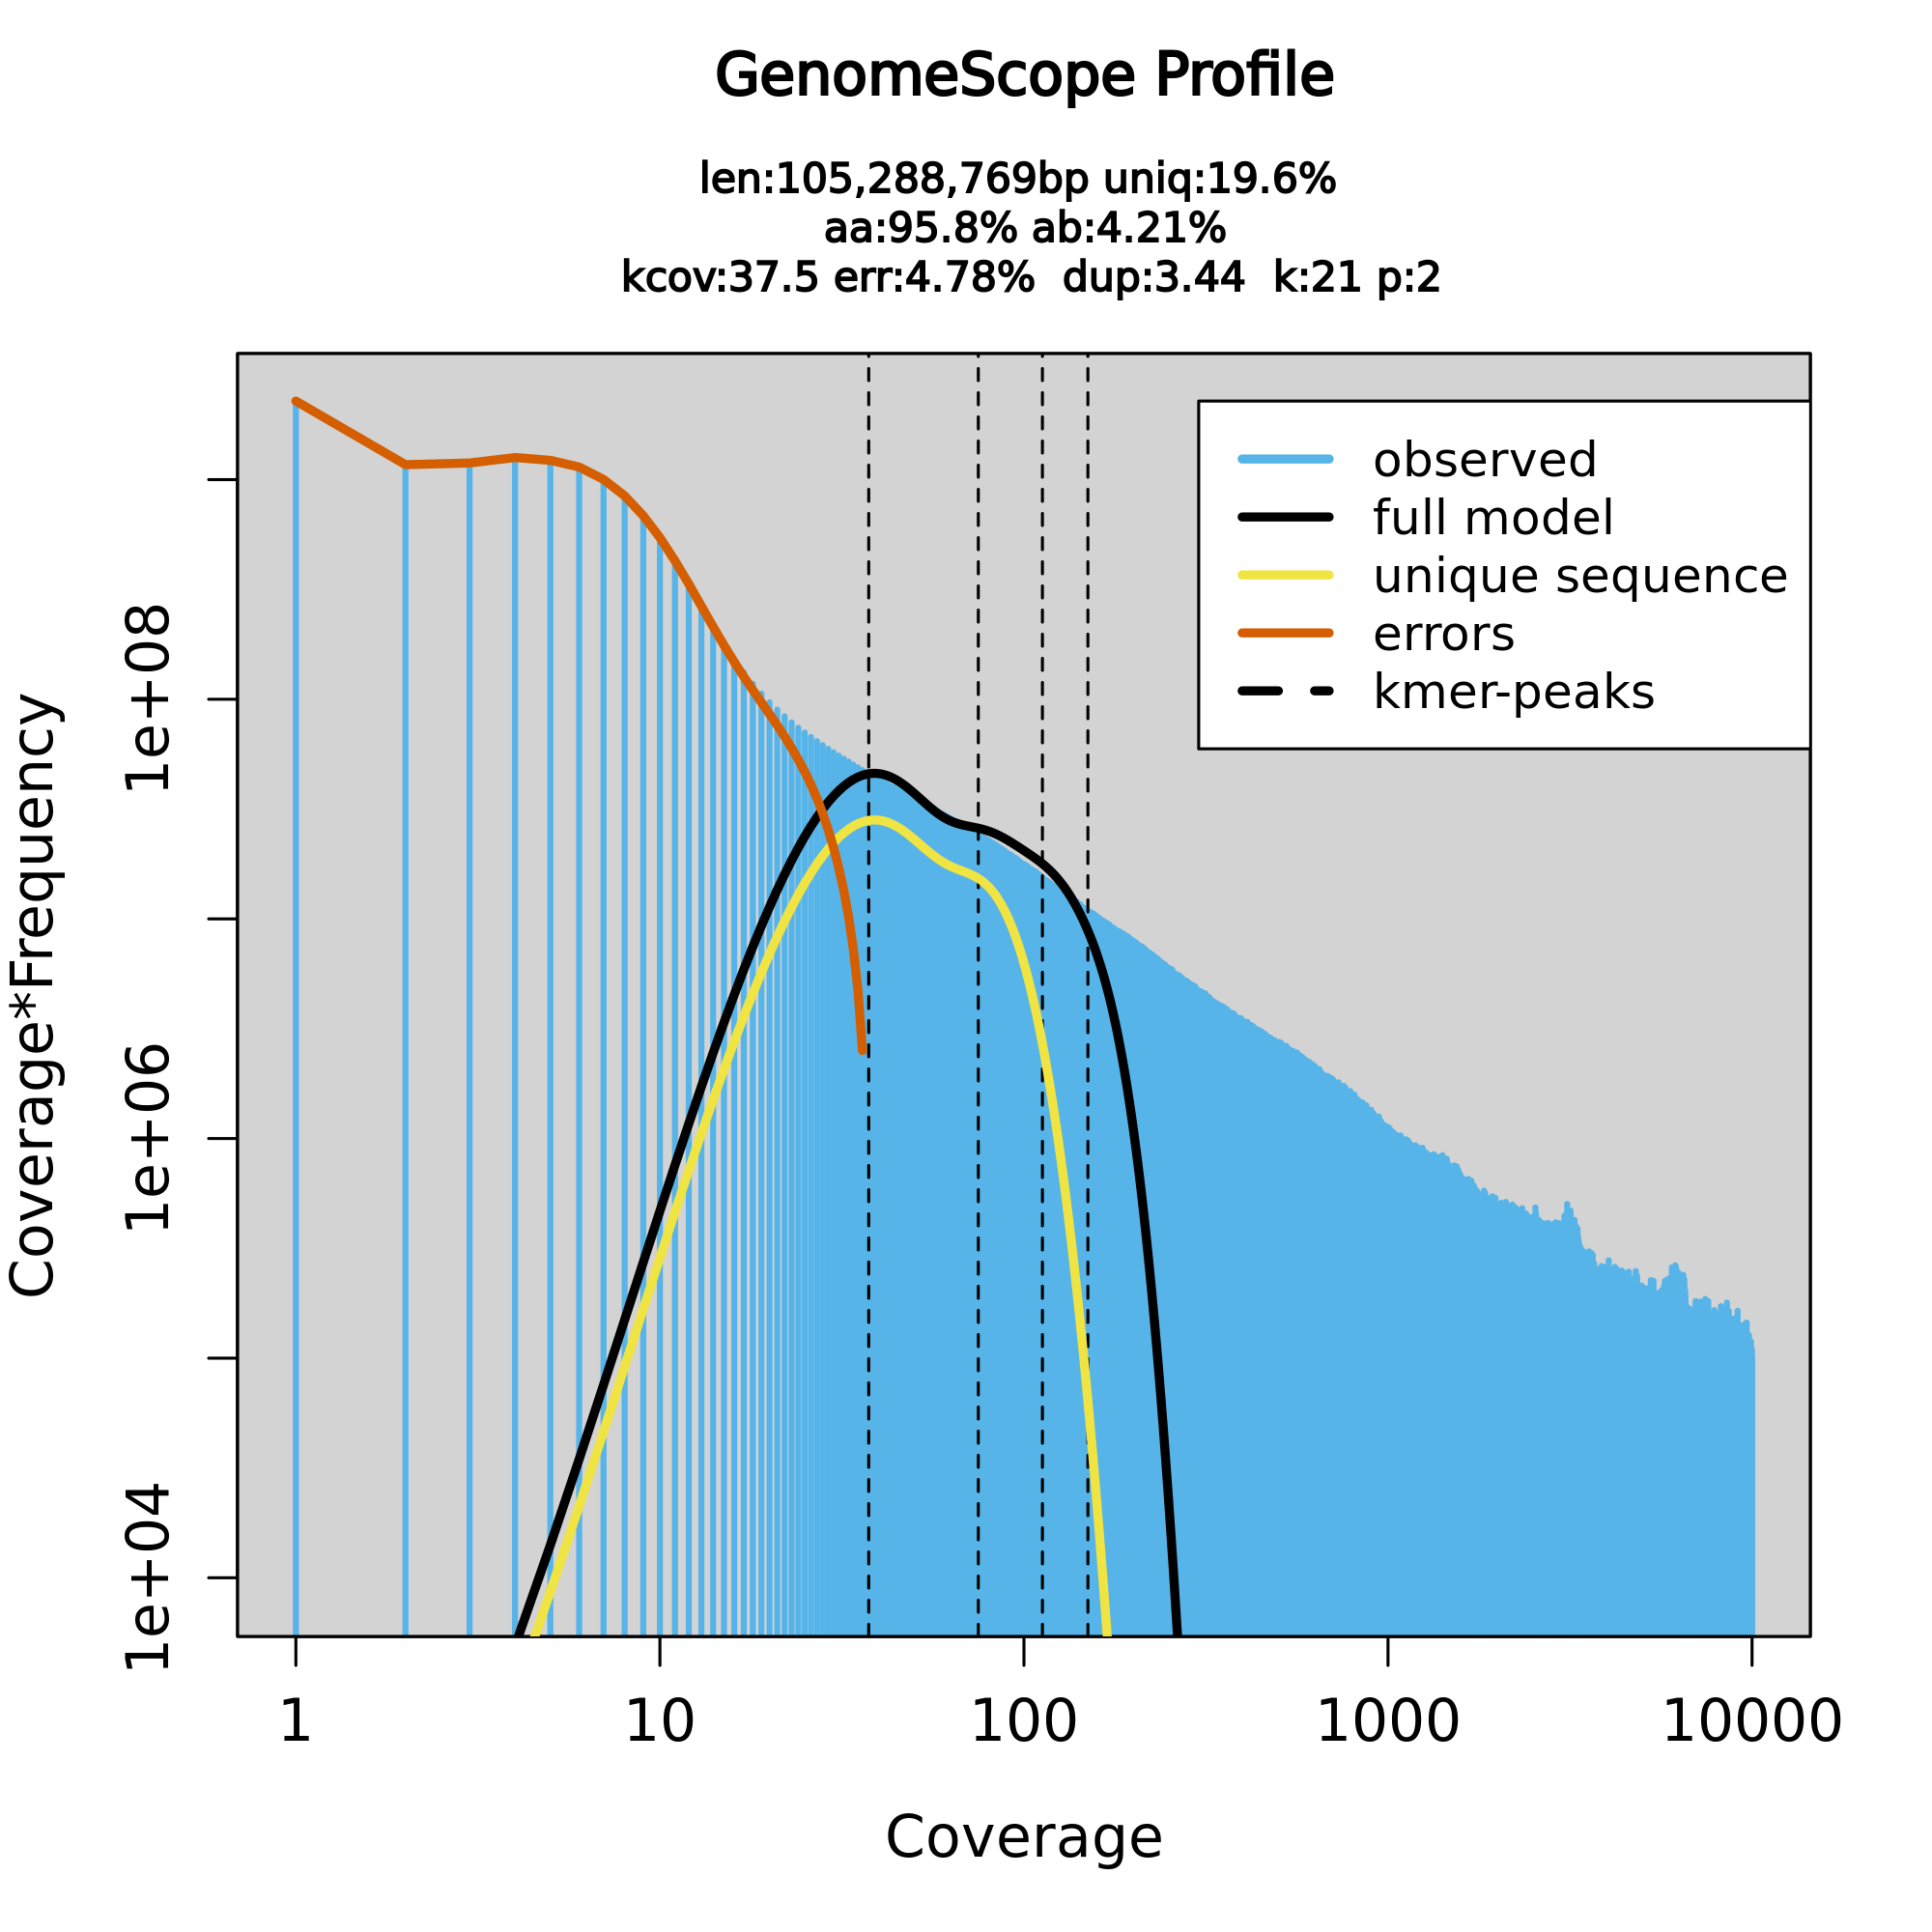 GenomeScope Profile
len:105,288,769bp uniq:19.6%
aa:95.8% ab:4.21%
kcov:37.5 err:4.78% dup:3.44 k:21 p:2
observed
full model
unique sequence
errors
kmer-peaks
Coverage*Frequency
1e+08
1e+06
1e+04
1 10 100 1000 10000
Coverage